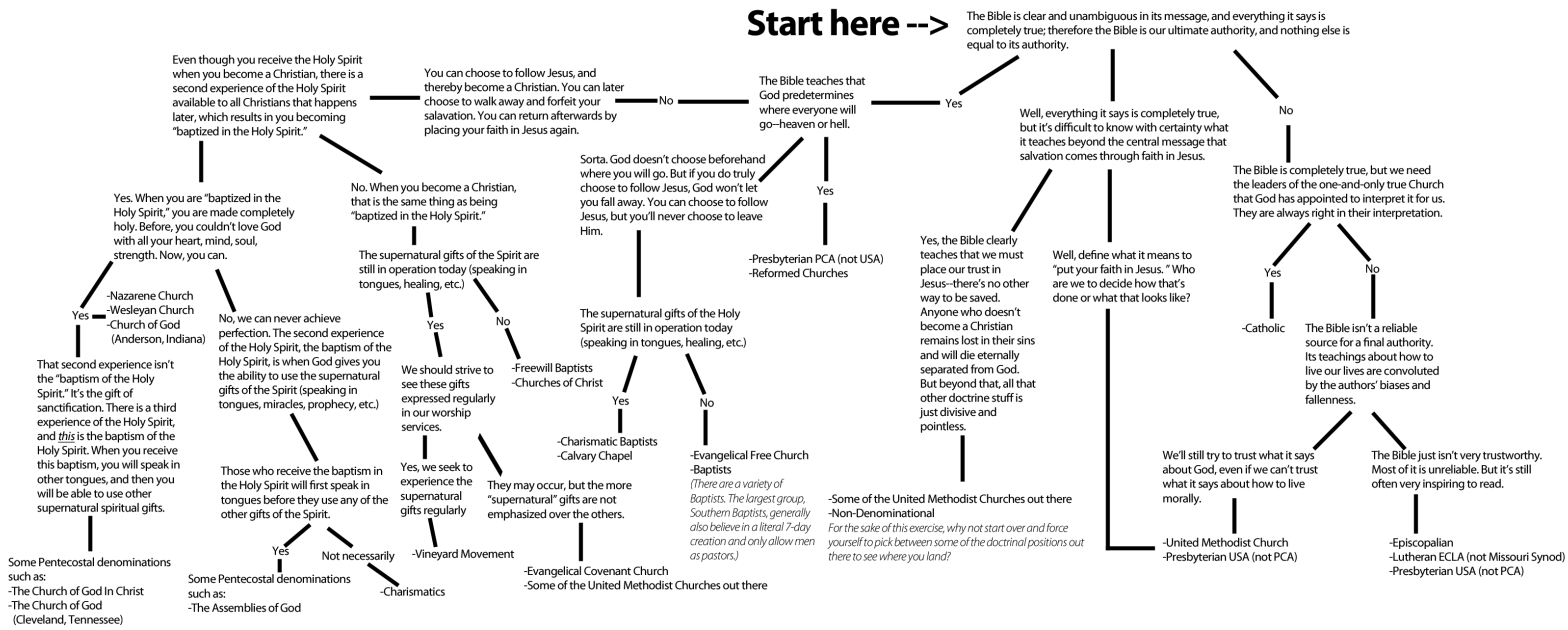 Start here -->
The Bible is clear and unambiguous in its message, and everything it says is
completely true; therefore the Bible is our ultimate authority, and nothing else is
equal to its authority.
Yes
No
The Bible teaches that
God predetermines
where everyone will
go--heaven or hell.
No
You can choose to follow Jesus, and
thereby become a Christian. You can later
choose to walk away and forfeit your
salavation. You can return afterwards by
placing your faith in Jesus again.
Even though you receive the Holy Spirit
when you become a Christian, there is a
second experience of the Holy Spirit
available to all Christians that happens
later, which results in you becoming
“baptized in the Holy Spirit.”
Yes. When you are “baptized in the
Holy Spirit,” you are made completely
holy. Before, you couldn’t love God
with all your heart, mind, soul,
strength. Now, you can.
Yes
-Nazarene Church
-Wesleyan Church
-Church of God
(Anderson, Indiana)
That second experience isn’t
the “baptism of the Holy
Spirit.” It’s the gift of
sanctification. There is a third
experience of the Holy Spirit,
and this is the baptism of the
Holy Spirit. When you receive
this baptism, you will speak in
other tongues, and then you
will be able to use other
supernatural spiritual gifts.
Some Pentecostal denominations
such as:
-The Church of God In Christ
-The Church of God
(Cleveland, Tennessee)
No, we can never achieve
perfection. The second experience
of the Holy Spirit, the baptism of the
Holy Spirit, is when God gives you
the ability to use the supernatural
gifts of the Spirit (speaking in
tongues, miracles, prophecy, etc.)
Those who receive the baptism in
the Holy Spirit will first speak in
tongues before they use any of the
other gifts of the Spirit.
Yes
Not necessarily
Some Pentecostal denominations
such as:
-The Assemblies of God
-Charismatics
No. When you become a Christian,
that is the same thing as being
“baptized in the Holy Spirit.”
The supernatural gifts of the Spirit are
still in operation today (speaking in
tongues, healing, etc.)
Yes
No
-Freewill Baptists
-Churches of Christ
We should strive to
see these gifts
expressed regularly
in our worship
services.
Yes, we seek to
experience the
supernatural
gifts regularly
-Vineyard Movement
They may occur, but the more
“supernatural” gifts are not
emphasized over the others.
-Evangelical Covenant Church
-Some of the United Methodist Churches out there
Sorta. God doesn’t choose beforehand
where you will go. But if you do truly
choose to follow Jesus, God won’t let
you fall away. You can choose to follow
Jesus, but you’ll never choose to leave
Him.
The supernatural gifts of the Holy
Spirit are still in operation today
(speaking in tongues, healing, etc.)
Yes
No
-Charismatic Baptists
-Calvary Chapel
-Evangelical Free Church
-Baptists
(There are a variety of
Baptists. The largest group,
Southern Baptists, generally
also believe in a literal 7-day
creation and only allow men
as pastors.)
Yes
-Presbyterian PCA (not USA)
-Reformed Churches
Well, everything it says is completely true,
but it’s difficult to know with certainty what
it teaches beyond the central message that
salvation comes through faith in Jesus.
Yes, the Bible clearly
teaches that we must
place our trust in
Jesus--there’s no other
way to be saved.
Anyone who doesn’t
become a Christian
remains lost in their sins
and will die eternally
separated from God.
But beyond that, all that
other doctrine stuff is
just divisive and
pointless.
-Some of the United Methodist Churches out there
-Non-Denominational
For the sake of this exercise, why not start over and force
yourself to pick between some of the doctrinal positions out
there to see where you land?
Well, define what it means to
“put your faith in Jesus. ” Who
are we to decide how that’s
done or what that looks like?
The Bible is completely true, but we need
the leaders of the one-and-only true Church
that God has appointed to interpret it for us.
They are always right in their interpretation.
Yes
No
-Catholic
The Bible isn’t a reliable
source for a final authority.
Its teachings about how to
live our lives are convoluted
by the authors’ biases and
fallenness.
We’ll still try to trust what it says
about God, even if we can’t trust
what it says about how to live
morally.
-United Methodist Church
-Presbyterian USA (not PCA)
The Bible just isn’t very trustworthy.
Most of it is unreliable. But it’s still
often very inspiring to read.
-Episcopalian
-Lutheran ECLA (not Missouri Synod)
-Presbyterian USA (not PCA)